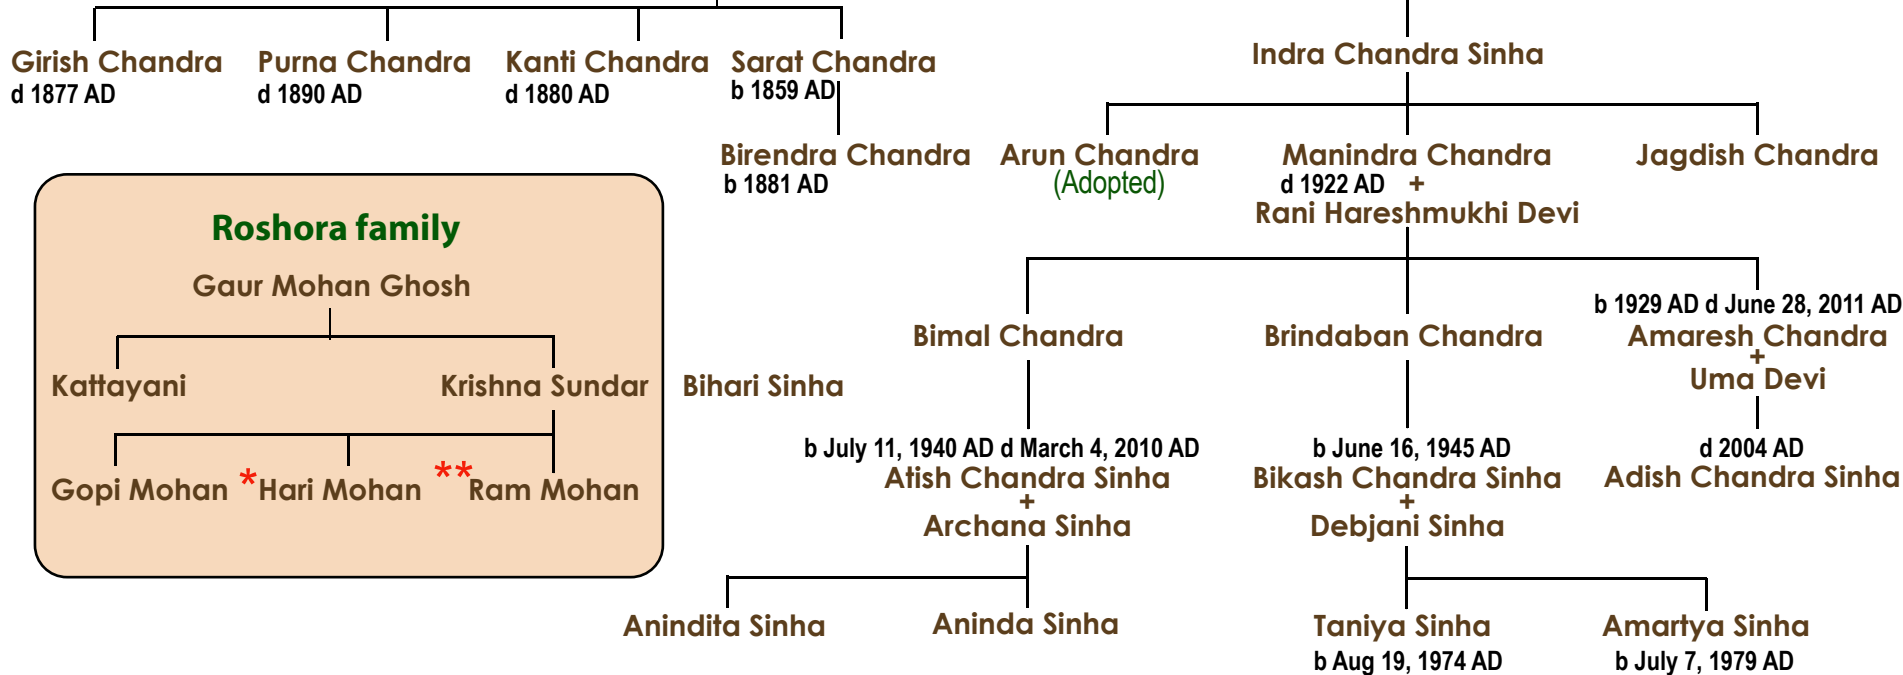 Girish Chandra
d 1877 AD
Purna Chandra
d 1890 AD
Kanti Chandra
d 1880 AD
Sarat Chandra
b 1859 AD
Birendra Chandra
b 1881 AD
Indra Chandra Sinha
Arun Chandra
(Adopted)
Manindra Chandra
d 1922 AD +
Rani Hareshmukhi Devi
Jagdish Chandra
Roshora family
Gaur Mohan Ghosh
Kattayani
Krishna Sundar
Gopi Mohan
*Hari Mohan
**Ram Mohan
Bihari Sinha
Bimal Chandra
Brindaban Chandra
b 1929 AD d June 28, 2011 AD
Amaresh Chandra
+
Uma Devi
b July 11, 1940 AD d March 4, 2010 AD
Atish Chandra Sinha
+
Archana Sinha
b June 16, 1945 AD
Bikash Chandra Sinha
+
Debjani Sinha
d 2004 AD
Adish Chandra Sinha
Anindita Sinha
Aninda Sinha
Taniya Sinha
b Aug 19, 1974 AD
Amartya Sinha
b July 7, 1979 AD